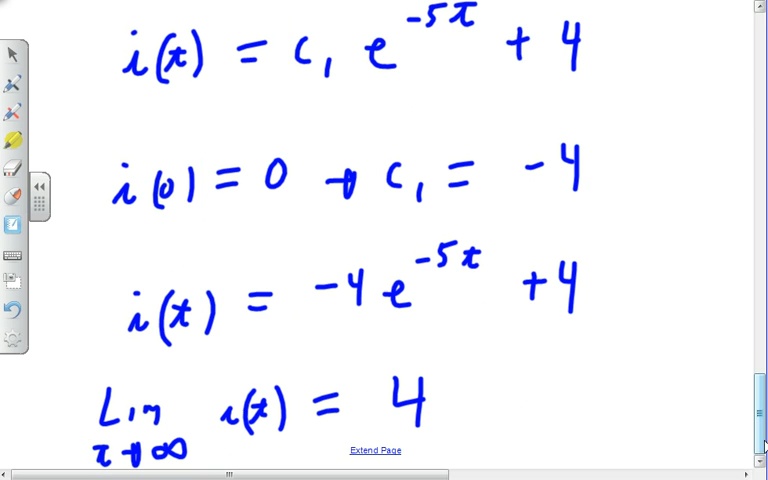 i(t) = c₁ e^{-5t} + 4
i(0) = 0 → c₁ = -4
i(t) = -4 e^{-5t} + 4
Lim i(t) = 4
t→∞
Extend Page